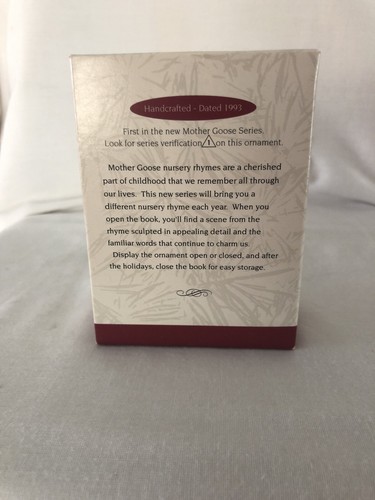 Handcrafted - Dated 1993
First in the new Mother Goose Series.
Look for series verification 1 on this ornament.
Mother Goose nursery rhymes are a cherished
part of childhood that we remember all through
our lives. This new series will bring you a
different nursery rhyme each year. When you
open the book, you'll find a scene from the
rhyme sculpted in appealing detail and the
familiar words that continue to charm us.
Display the ornament open or closed, and after
the holidays, close the book for easy storage.